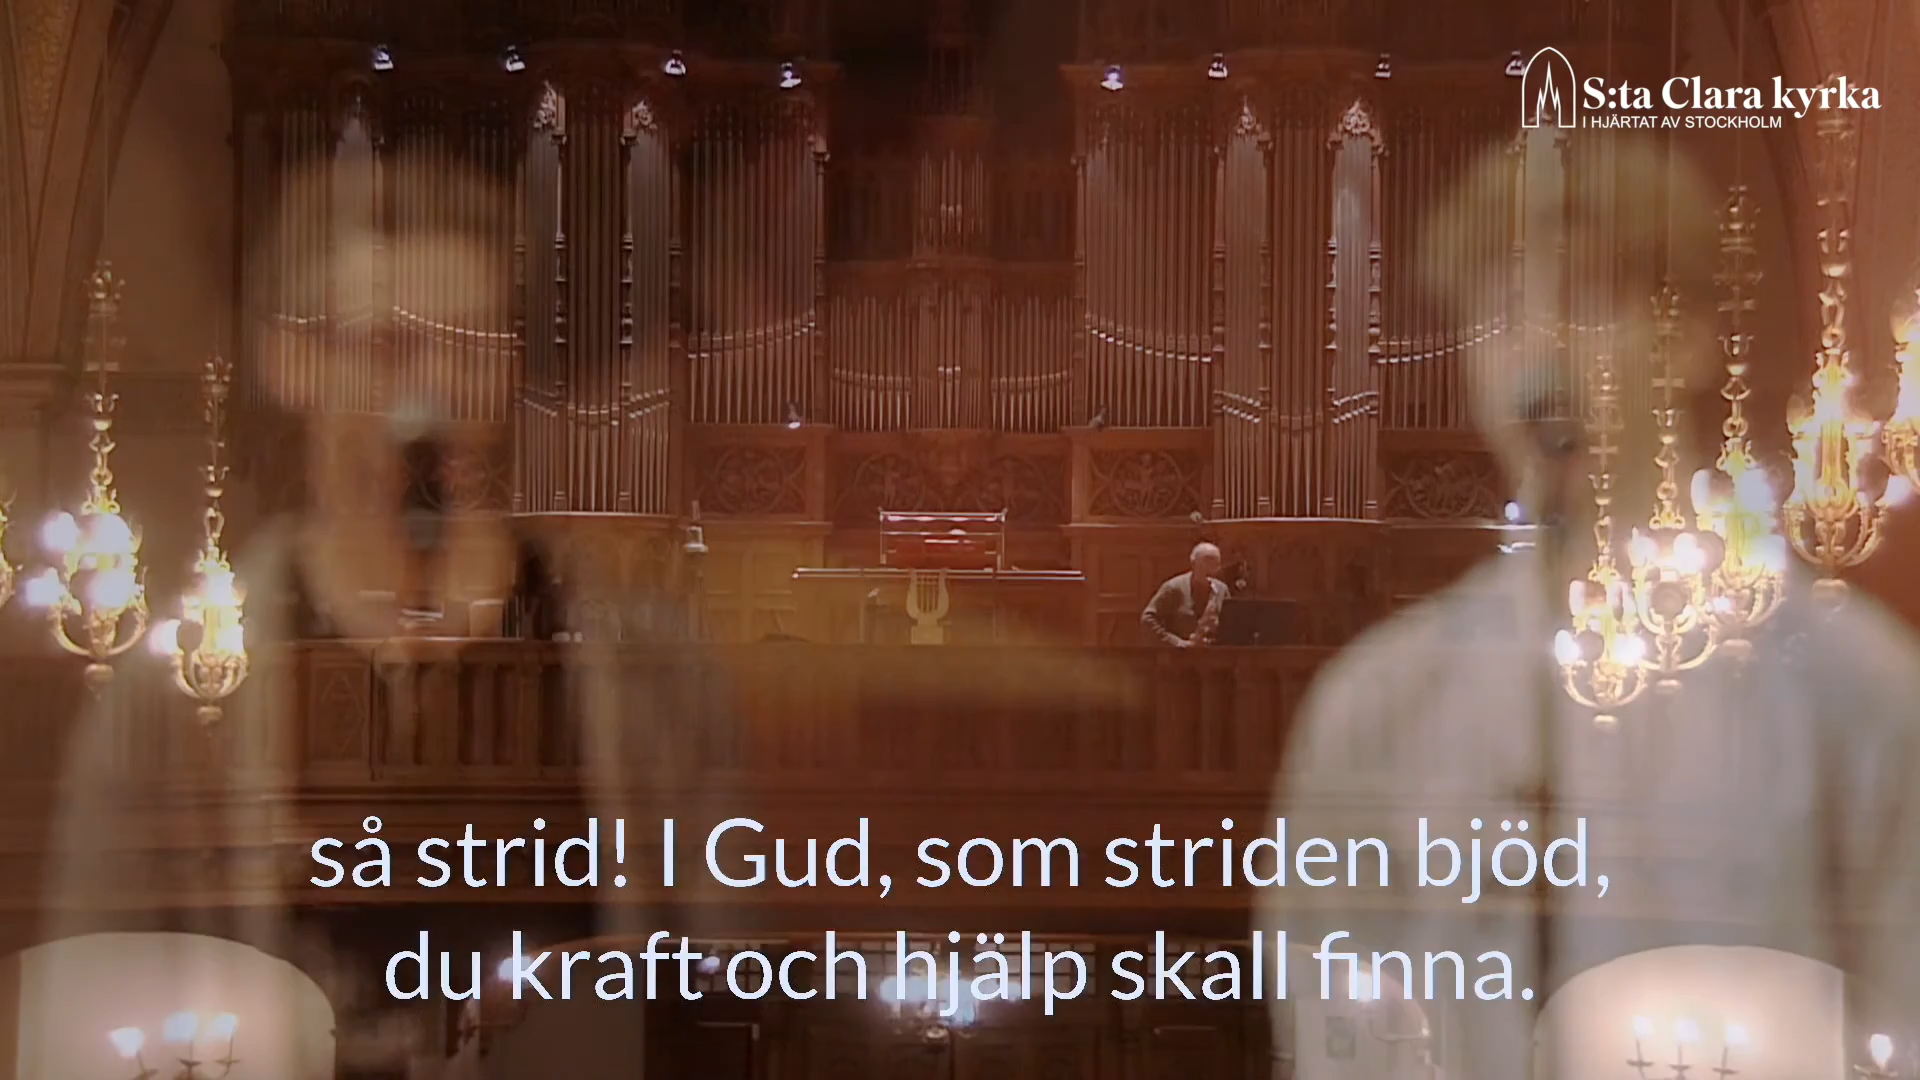 S:ta Clara kyrka
I HJÄRTAT AV STOCKHOLM
så strid! I Gud, som striden bjöd,
du kraft och hjälp skall finna.